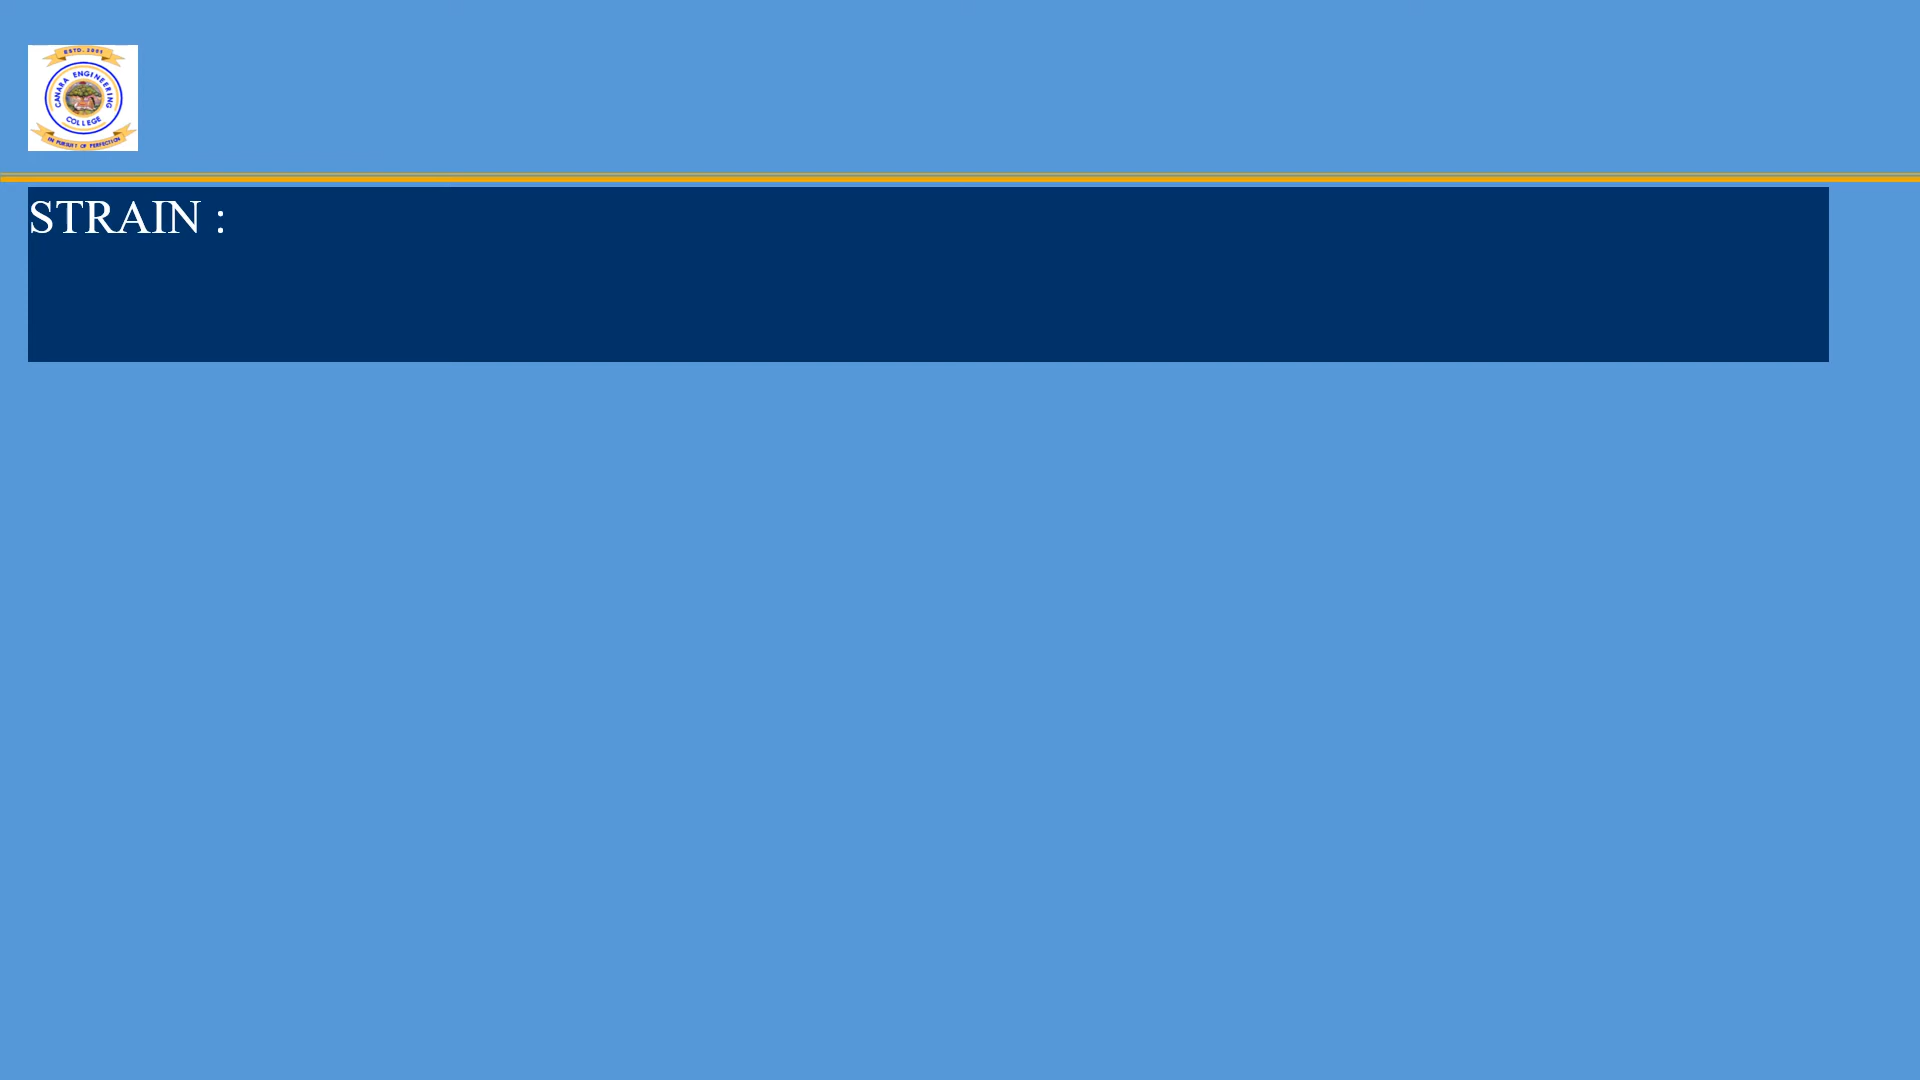 ESTD. 2001
CANARA ENGINEERING
COLLEGE
IN PURSUIT OF PERFECTION
STRAIN :